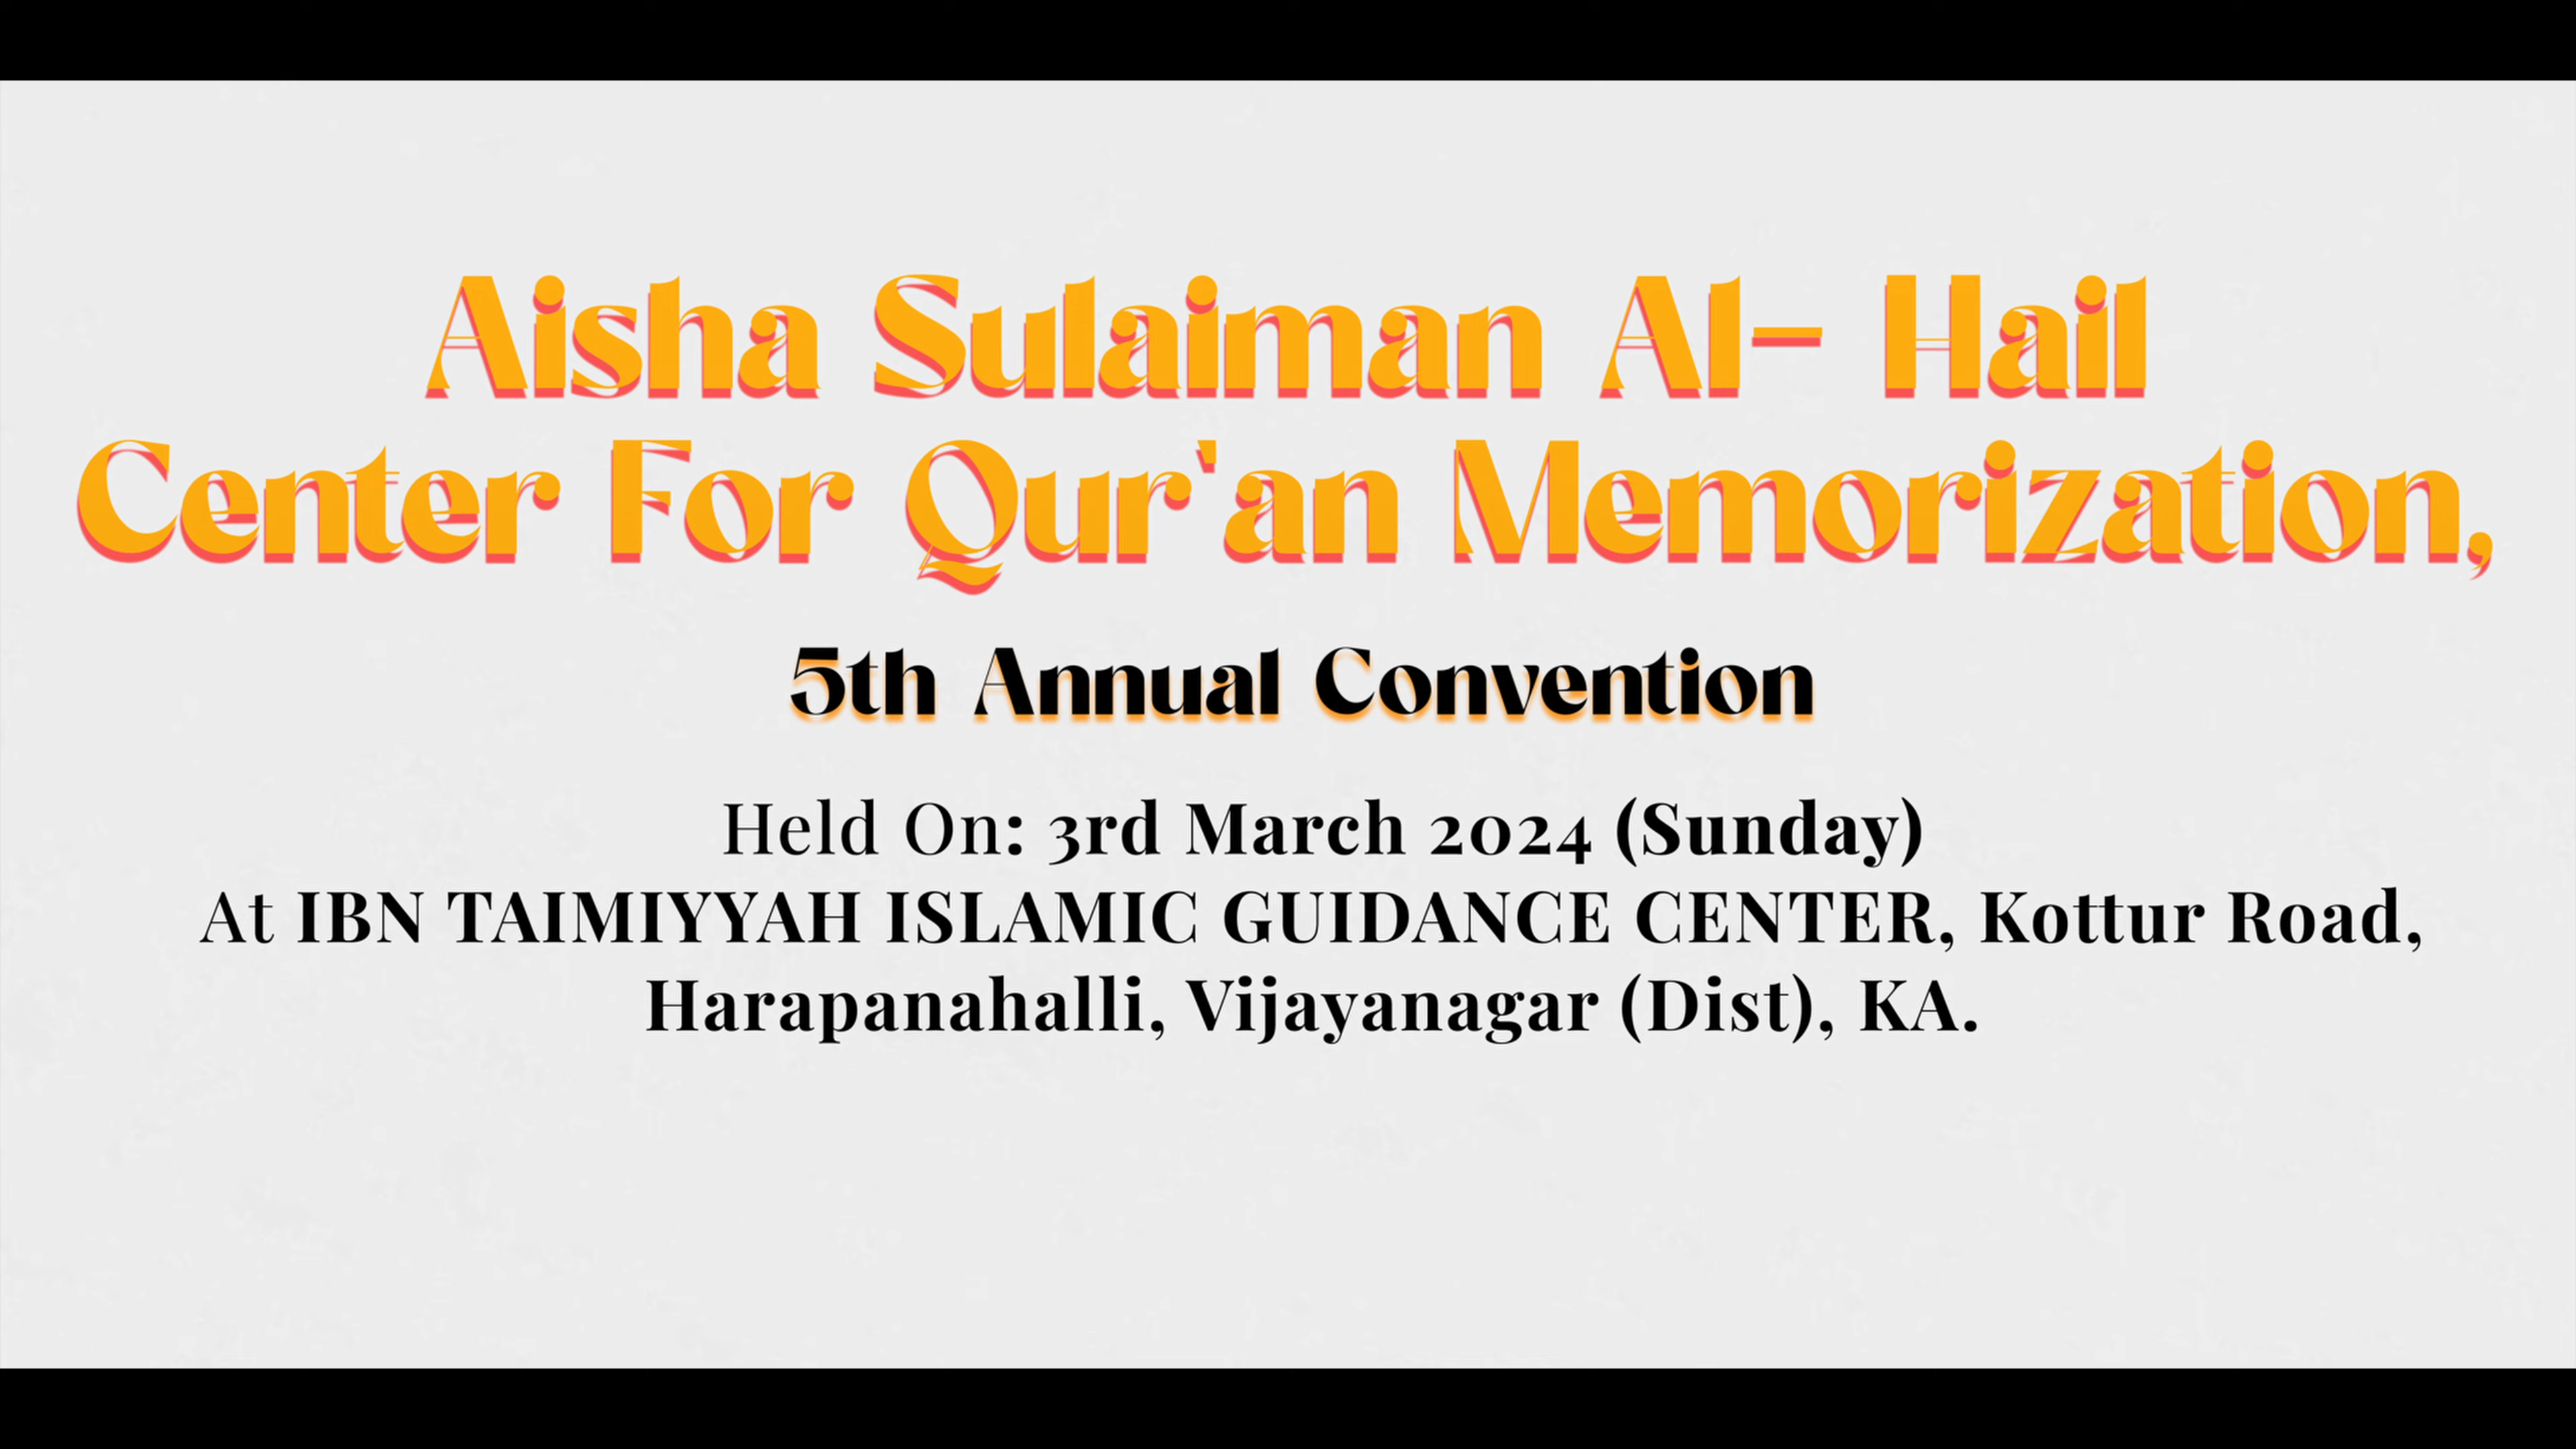 Aisha Sulaiman Al- Hail
Center For Qur'an Memorization,
5th Annual Convention
Held On: 3rd March 2024 (Sunday)
At IBN TAIMIYYAH ISLAMIC GUIDANCE CENTER, Kottur Road,
Harapanahalli, Vijayanagar (Dist), KA.